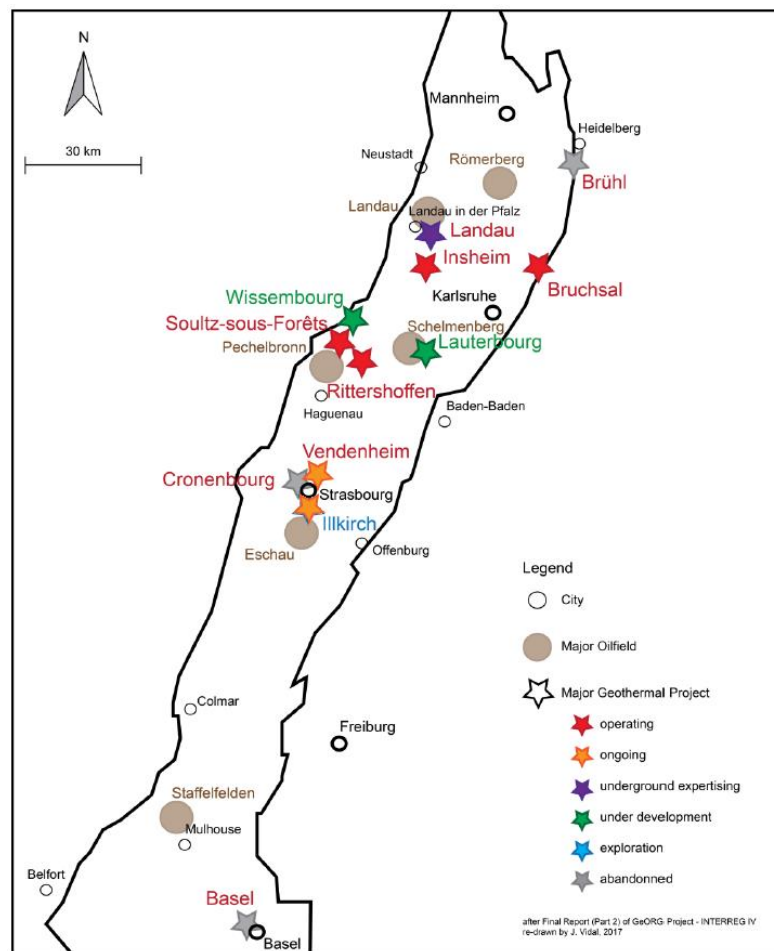 N
30 km
Mannheim
Heidelberg
Neustadt
Römerberg
Brühl
Landau
Landau in der Pfalz
Landau
Insheim
Bruchsal
Karlsruhe
Wissembourg
Soultz-sous-Forêts
Schelmenberg
Pechelbronn
Lauterbourg
Rittershoffen
Haguenau
Baden-Baden
Vendenheim
Cronenbourg
Strasbourg
Illkirch
Eschau
Offenburg
Legend
City
Major Oilfield
Major Geothermal Project
operating
ongoing
underground expertising
under development
exploration
abandonned
Colmar
Freiburg
Staffelfelden
Mulhouse
Belfort
Basel
Basel
after Final Report (Part 2) of GeORG Project - INTERREG IV
re-drawn by J. Vidal, 2017